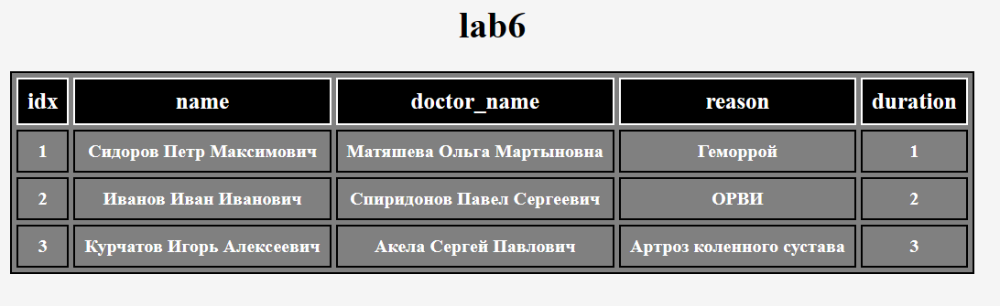 lab6
idx name doctor_name reason duration
1 Сидоров Петр Максимович Матяшева Ольга Мартыновна Геморрой 1
2 Иванов Иван Иванович Спиридонов Павел Сергеевич ОРВИ 2
3 Курчатов Игорь Алексеевич Акела Сергей Павлович Артроз коленного сустава 3